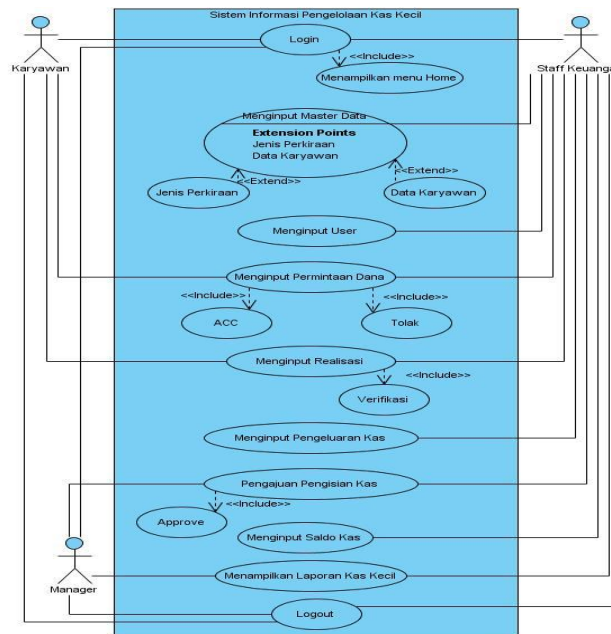 Sistem Informasi Pengelolaan Kas Kecil
Login
<<Include>>
Karyawan
Staff Keuanga
Menampilkan menu Home
Menginput Master Data
Extension Points
Jenis Perkiraan
Data Karyawan
<<Extend>>
<<Extend>>
Jenis Perkiraan
Data Karyawan
Menginput User
Menginput Permintaan Dana
<<Include>>
<<Include>>
ACC
Tolak
Menginput Realisasi
<<Include>>
Verifikasi
Menginput Pengeluaran Kas
Pengajuan Pengisian Kas
<<Include>>
Approve
Menginput Saldo Kas
Menampilkan Laporan Kas Kecil
Manager
Logout